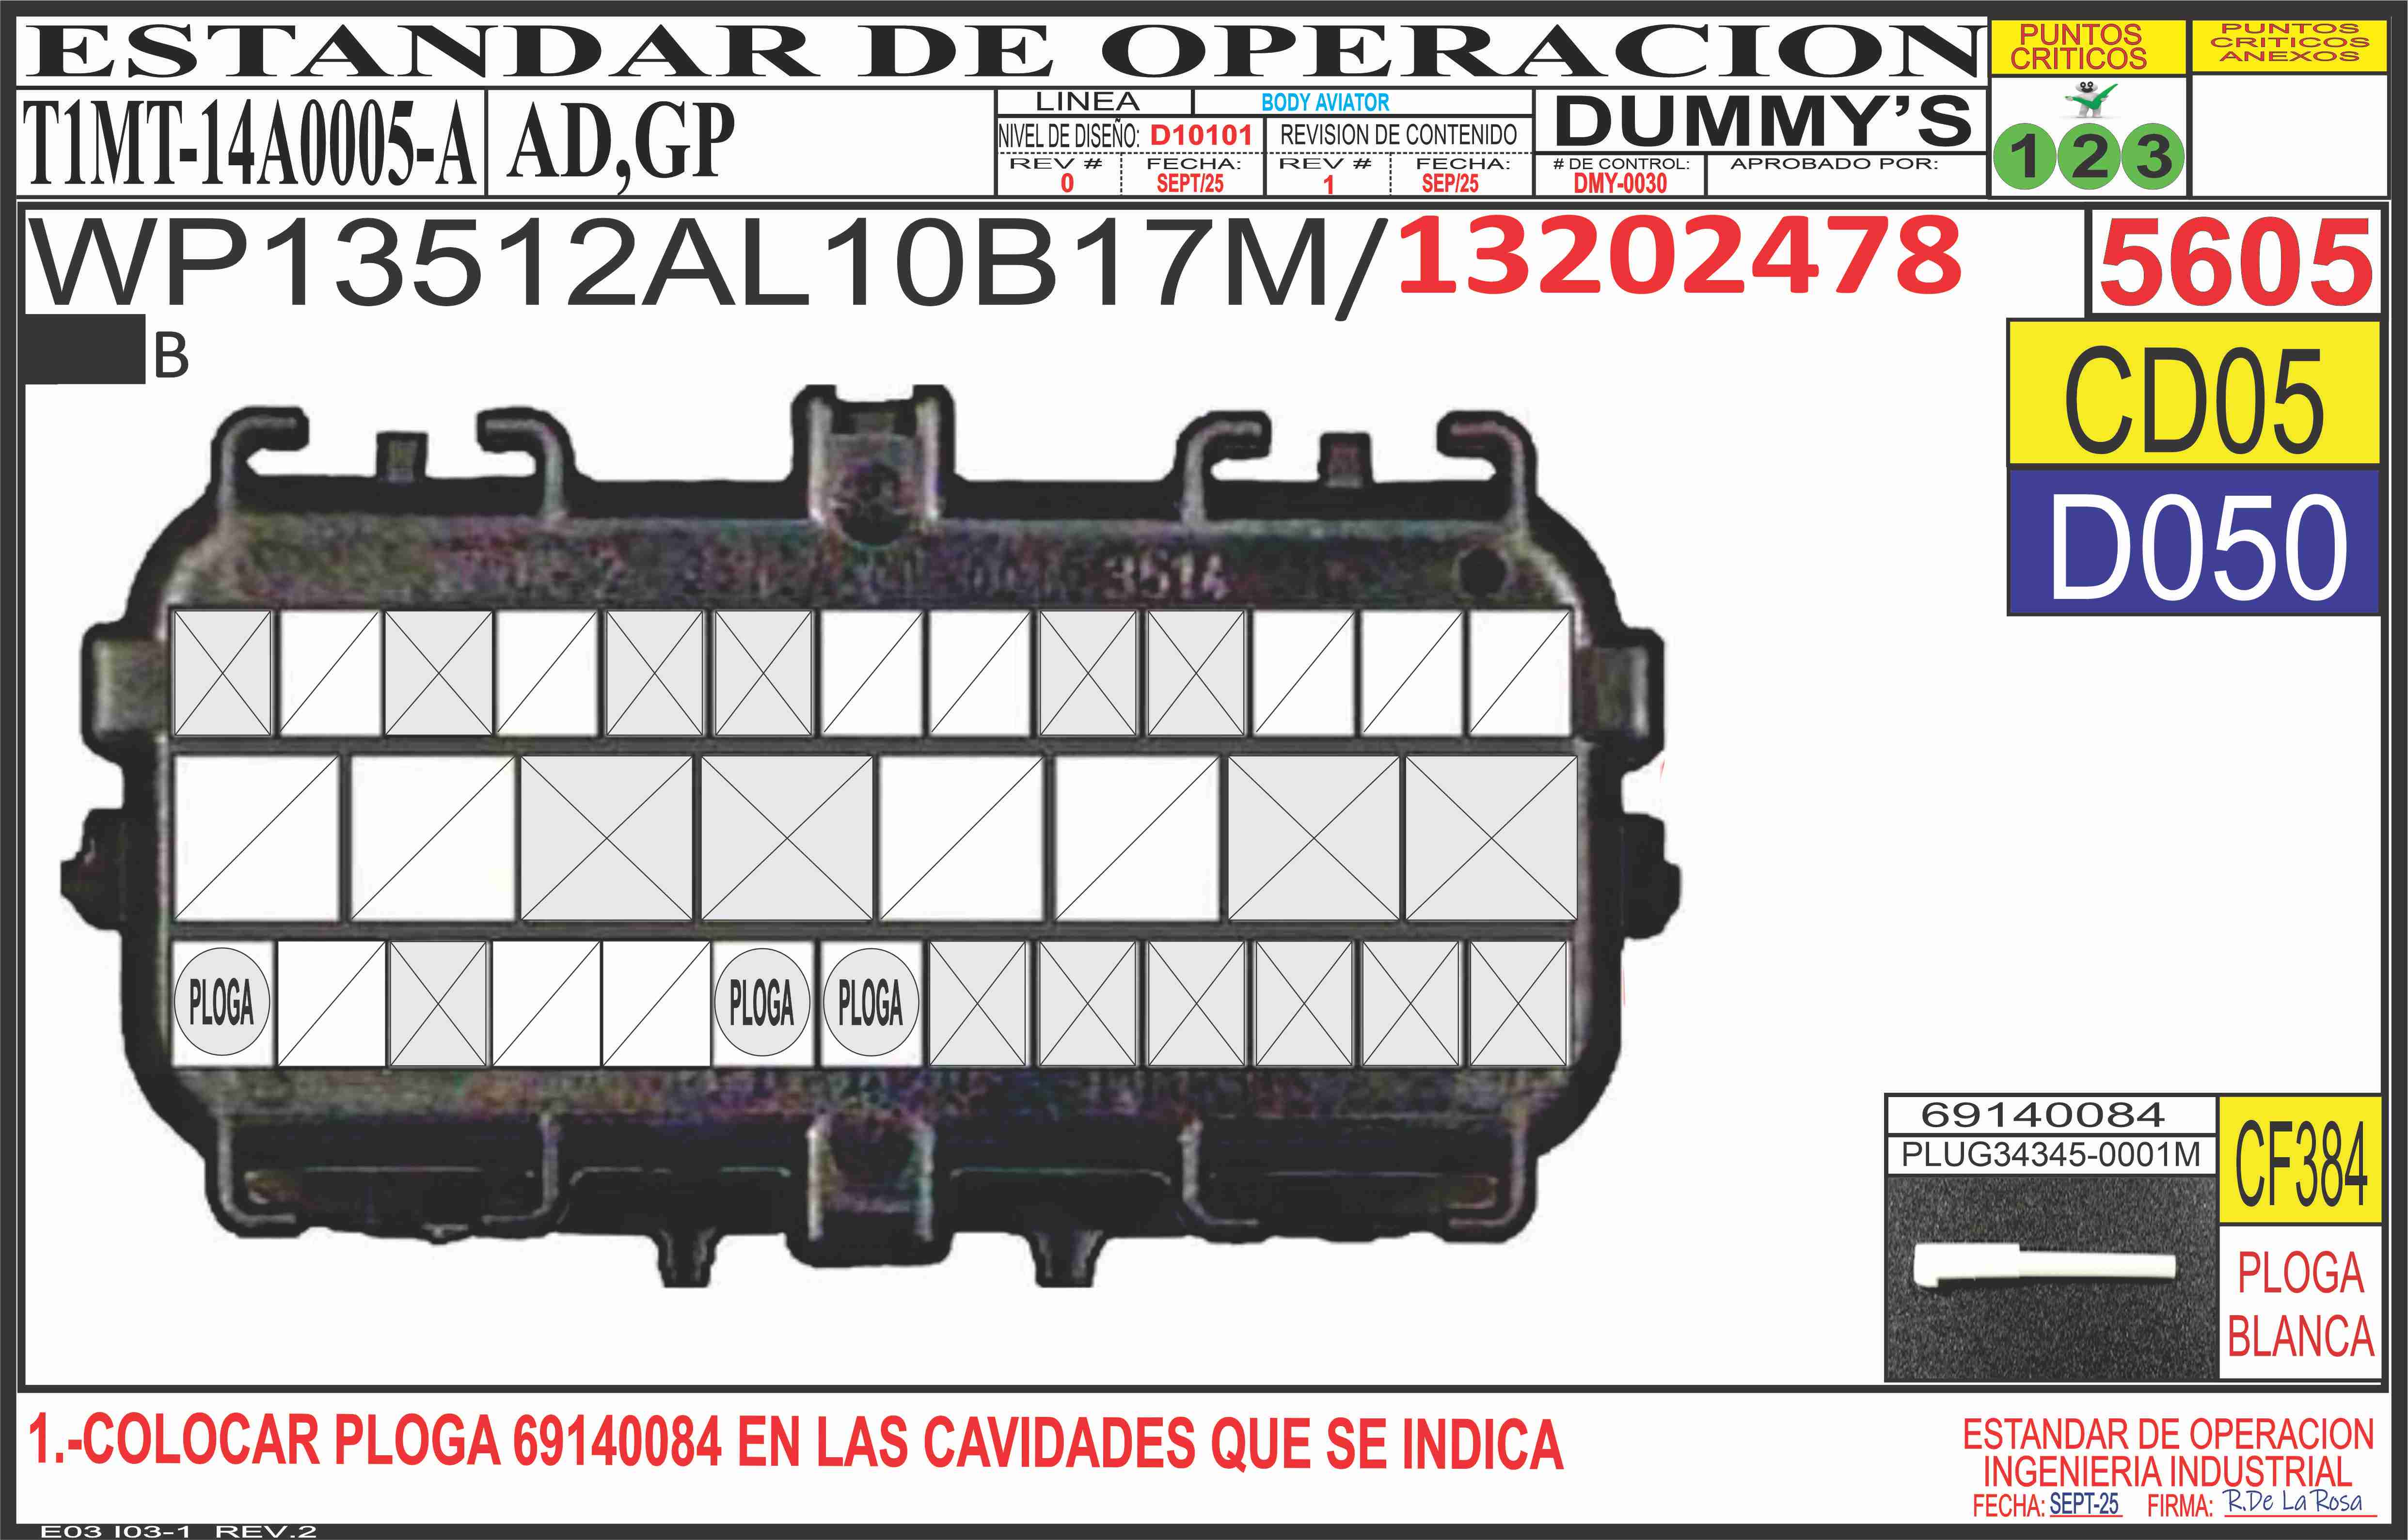 ESTANDAR DE OPERACION
PUNTOS
CRITICOS
PUNTOS
CRITICOS
ANEXOS
T1MT-14A0005-A
AD,GP
LINEA
BODY AVIATOR
NIVEL DE DISEÑO: D10101
REVISION DE CONTENIDO
REV #
0
FECHA:
SEPT/25
REV #
1
FECHA:
SEP/25
DUMMY'S
# DE CONTROL:
DMY-0030
APROBADO POR:
1 2 3
WP13512AL10B17M/13202478
5605
B
CD05
D050
3514
PLOGA
PLOGA
PLOGA
69140084
PLUG34345-0001M
CF384
PLOGA
BLANCA
1.-COLOCAR PLOGA 69140084 EN LAS CAVIDADES QUE SE INDICA
ESTANDAR DE OPERACION
INGENIERIA INDUSTRIAL
FECHA: SEPT-25 FIRMA: R.De La Rosa
E03 I03-1 REV.2